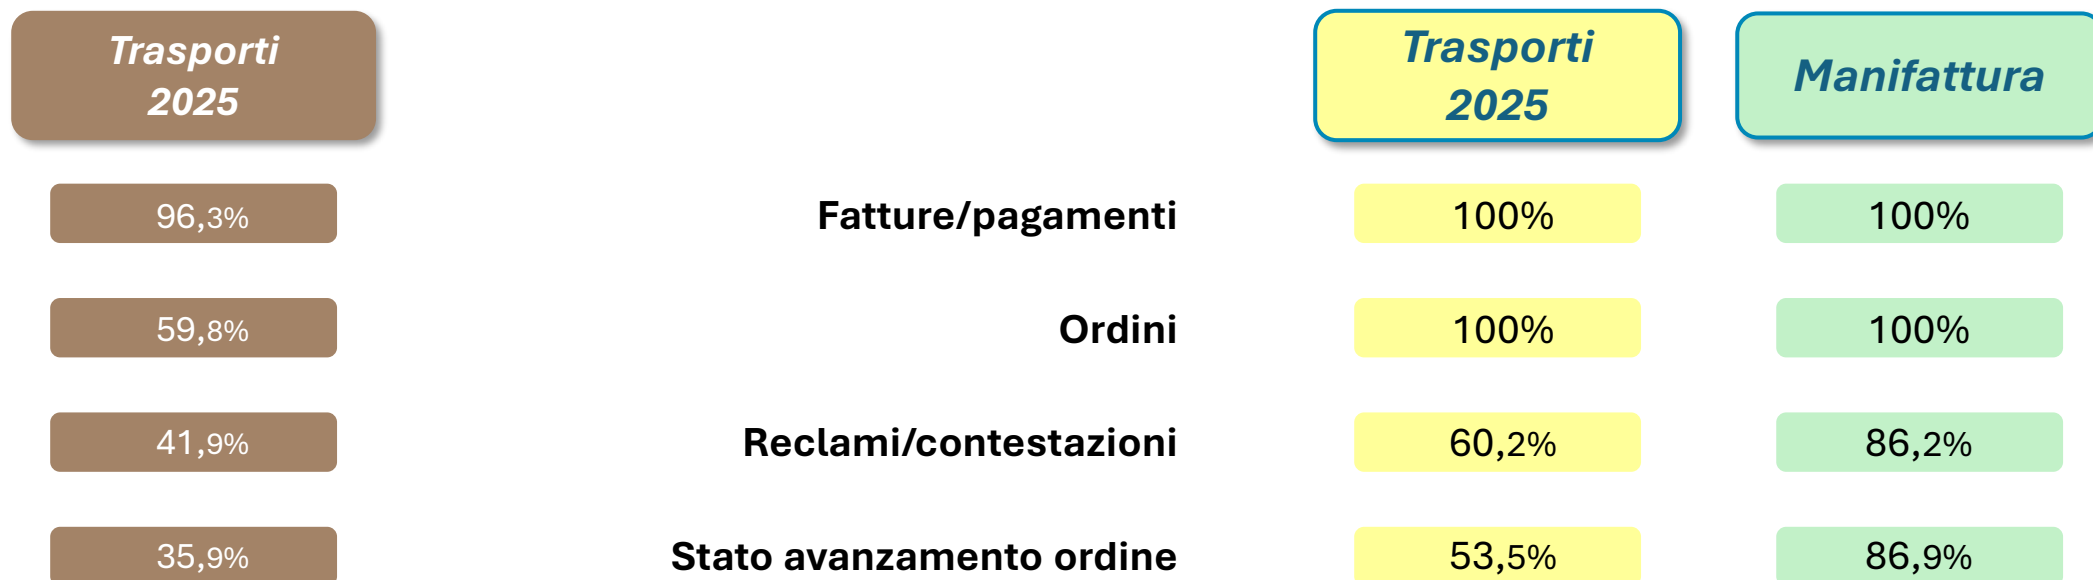 Trasporti
2025
Trasporti
2025
Manifattura
96,3%
Fatture/pagamenti
100%
100%
59,8%
Ordini
100%
100%
41,9%
Reclami/contestazioni
60,2%
86,2%
35,9%
Stato avanzamento ordine
53,5%
86,9%